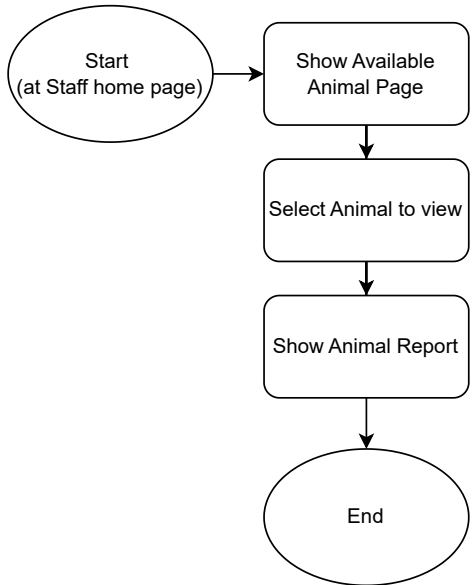 Start
(at Staff home page)
Show Available
Animal Page
Select Animal to view
Show Animal Report
End